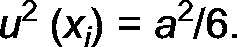 u² (xᵢ) = a²/6.